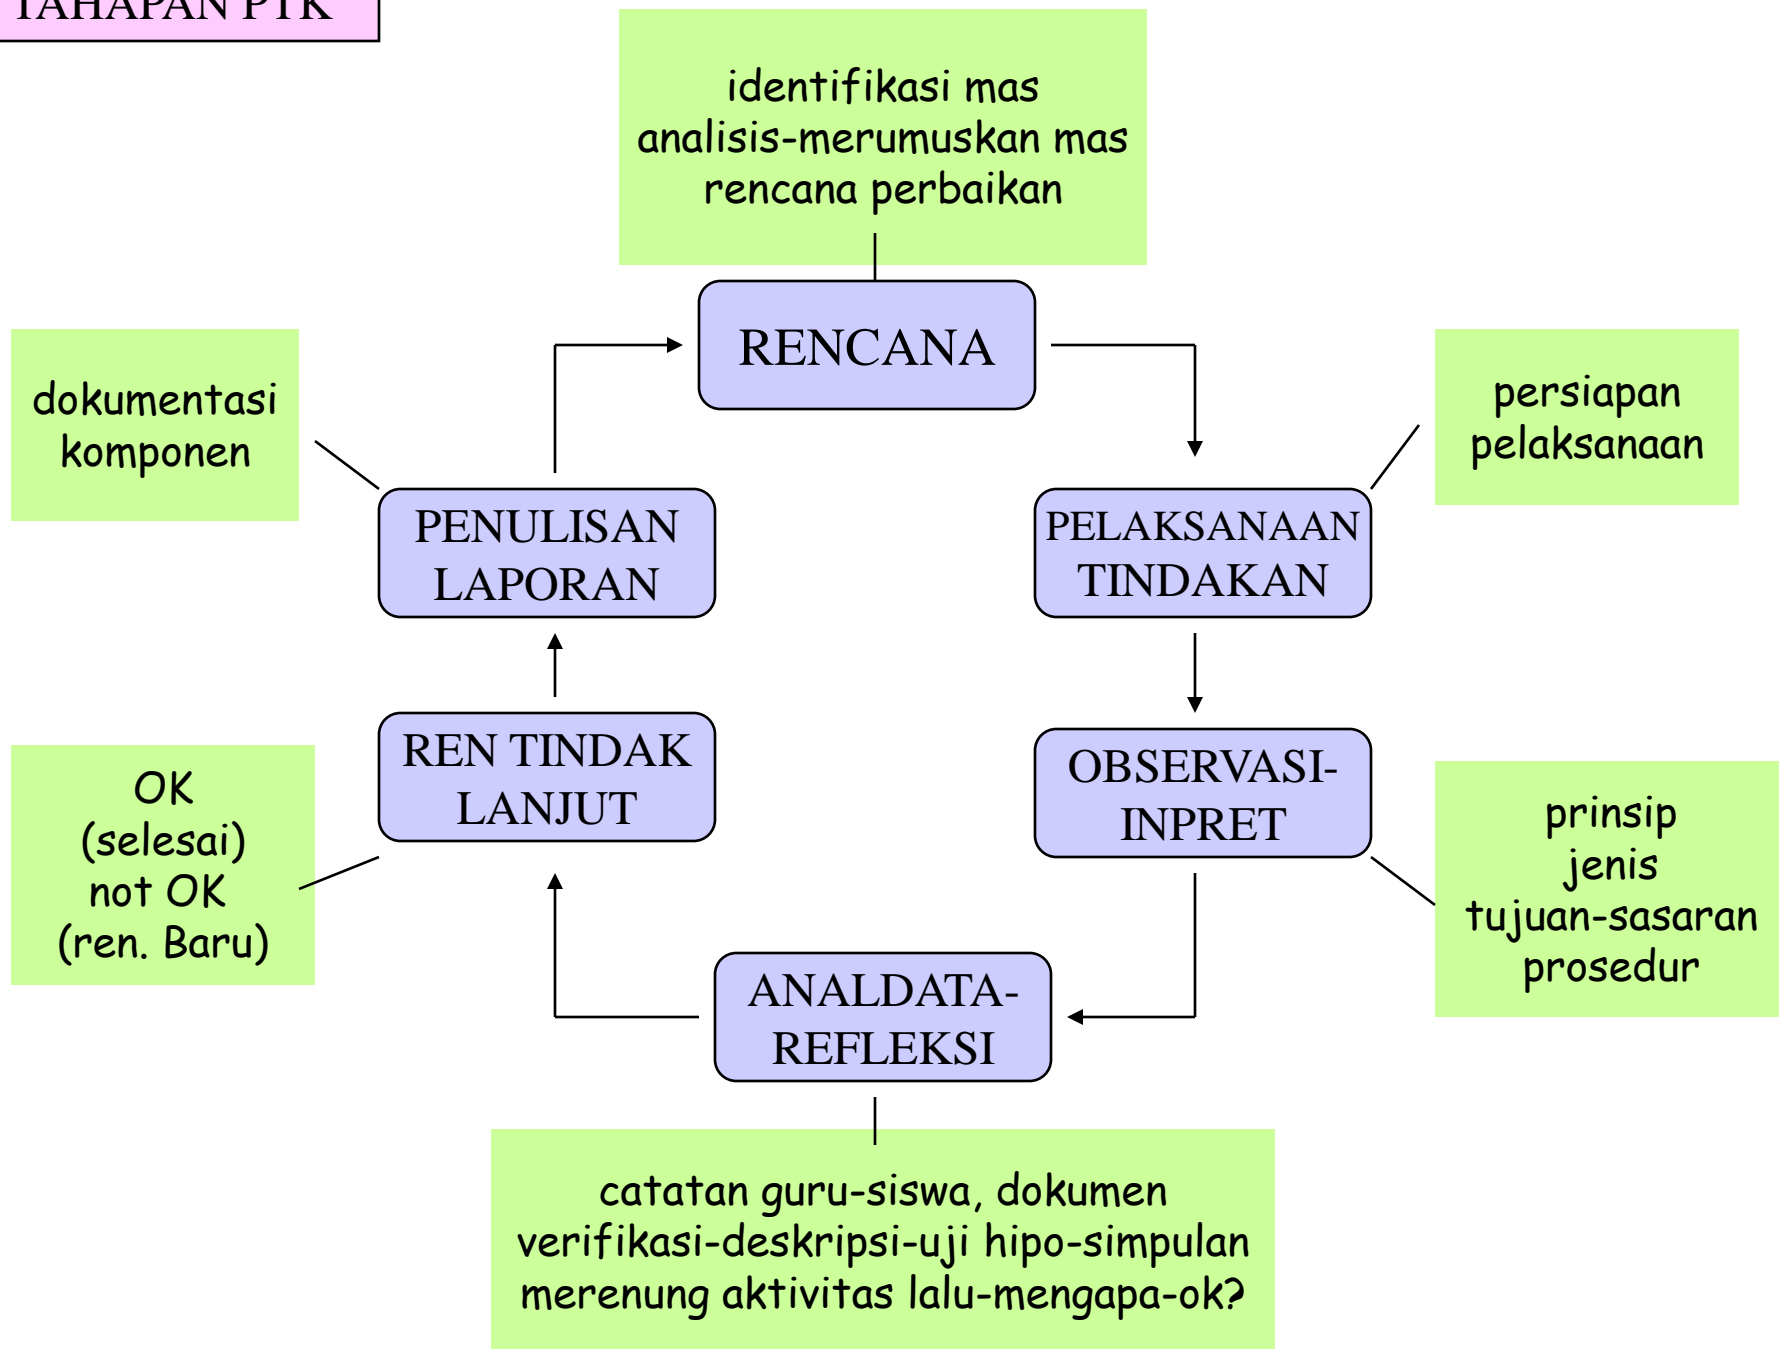 TAHAPAN PTK
identifikasi mas
analisis-merumuskan mas
rencana perbaikan
RENCANA
dokumentasi
komponen
persiapan
pelaksanaan
PENULISAN
LAPORAN
PELAKSANAAN
TINDAKAN
REN TINDAK
LANJUT
OBSERVASI-
INPRET
OK
(selesai)
not OK
(ren. Baru)
prinsip
jenis
tujuan-sasaran
prosedur
ANALDATA-
REFLEKSI
catatan guru-siswa, dokumen
verifikasi-deskripsi-uji hipo-simpulan
merenung aktivitas lalu-mengapa-ok?